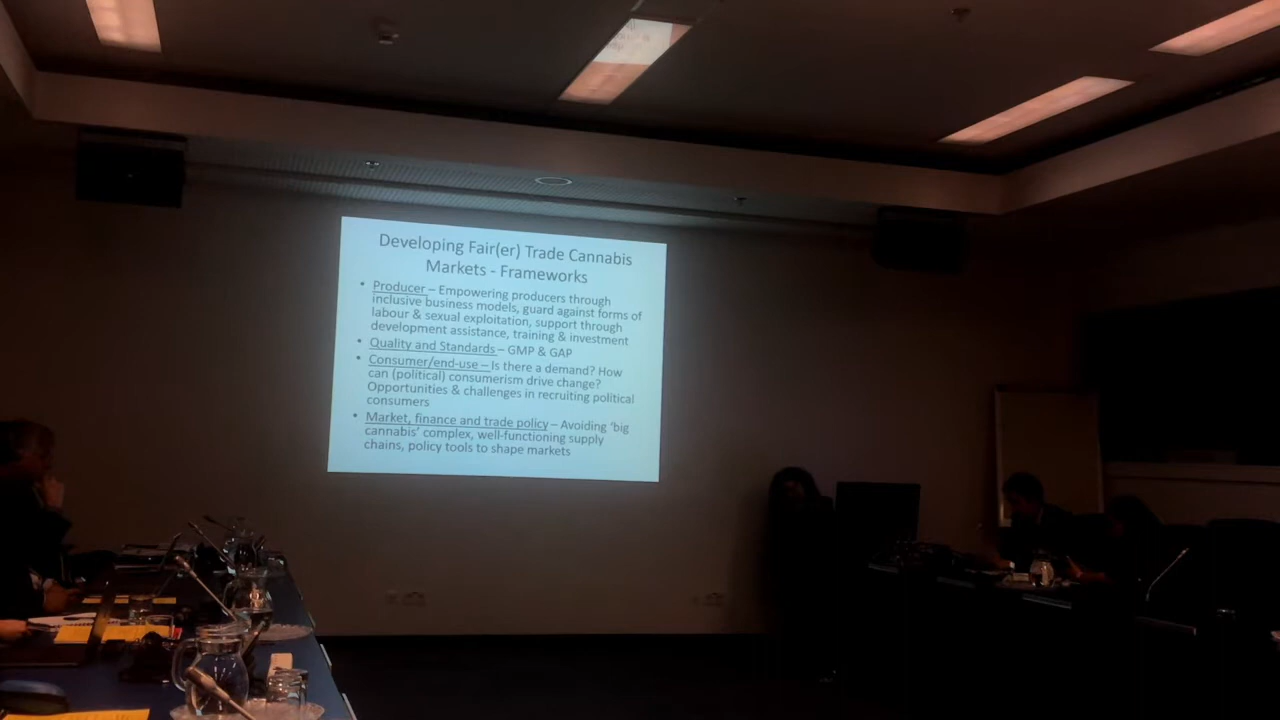 Developing Fair(er) Trade Cannabis
Markets - Frameworks
• Producer – Empowering producers through
inclusive business models, guard against forms of
labour & sexual exploitation, support through
development assistance, training & investment
• Quality and Standards – GMP & GAP
• Consumer/end-use – Is there a demand? How
can (political) consumerism drive change?
Opportunities & challenges in recruiting political
consumers
• Market, finance and trade policy – Avoiding 'big
cannabis' complex, well-functioning supply
chains, policy tools to shape markets